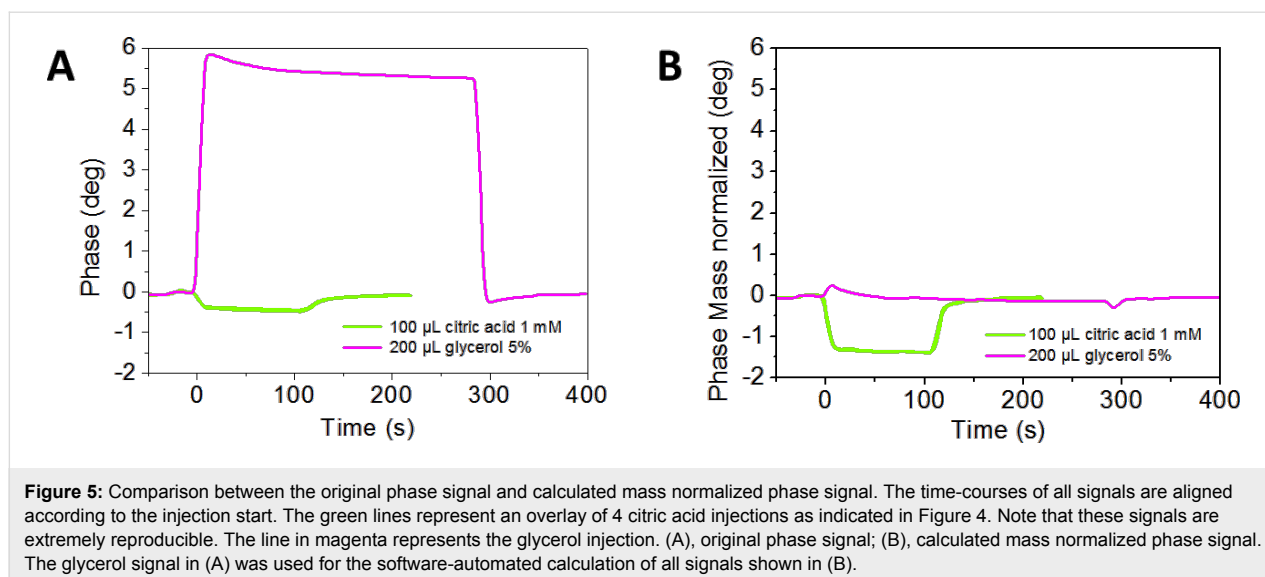 A
6
5
4
3
2
1
0
-1
-2
Phase (deg)
0 100 200 300 400
Time (s)
100 µL citric acid 1 mM
200 µL glycerol 5%
B
6
5
4
3
2
1
0
-1
-2
Phase Mass normalized (deg)
0 100 200 300 400
Time (s)
100 µL citric acid 1 mM
200 µL glycerol 5%
Figure 5: Comparison between the original phase signal and calculated mass normalized phase signal. The time-courses of all signals are aligned
according to the injection start. The green lines represent an overlay of 4 citric acid injections as indicated in Figure 4. Note that these signals are
extremely reproducible. The line in magenta represents the glycerol injection. (A), original phase signal; (B), calculated mass normalized phase signal.
The glycerol signal in (A) was used for the software-automated calculation of all signals shown in (B).